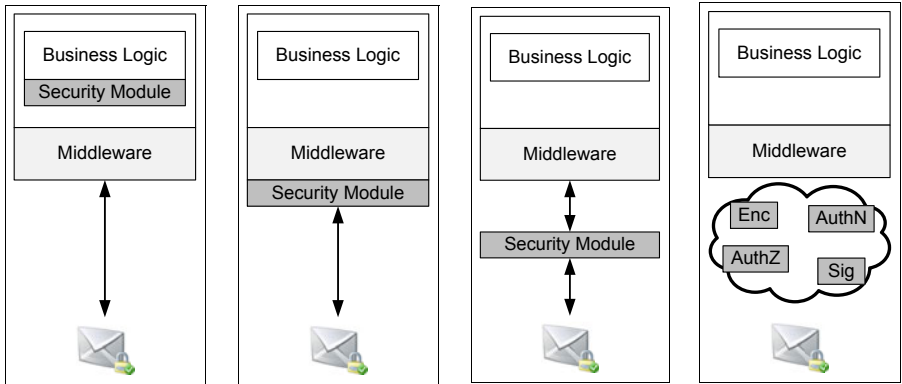 Business Logic
Security Module
Middleware
Business Logic
Middleware
Security Module
Business Logic
Middleware
Security Module
Business Logic
Middleware
Enc
AuthN
AuthZ
Sig